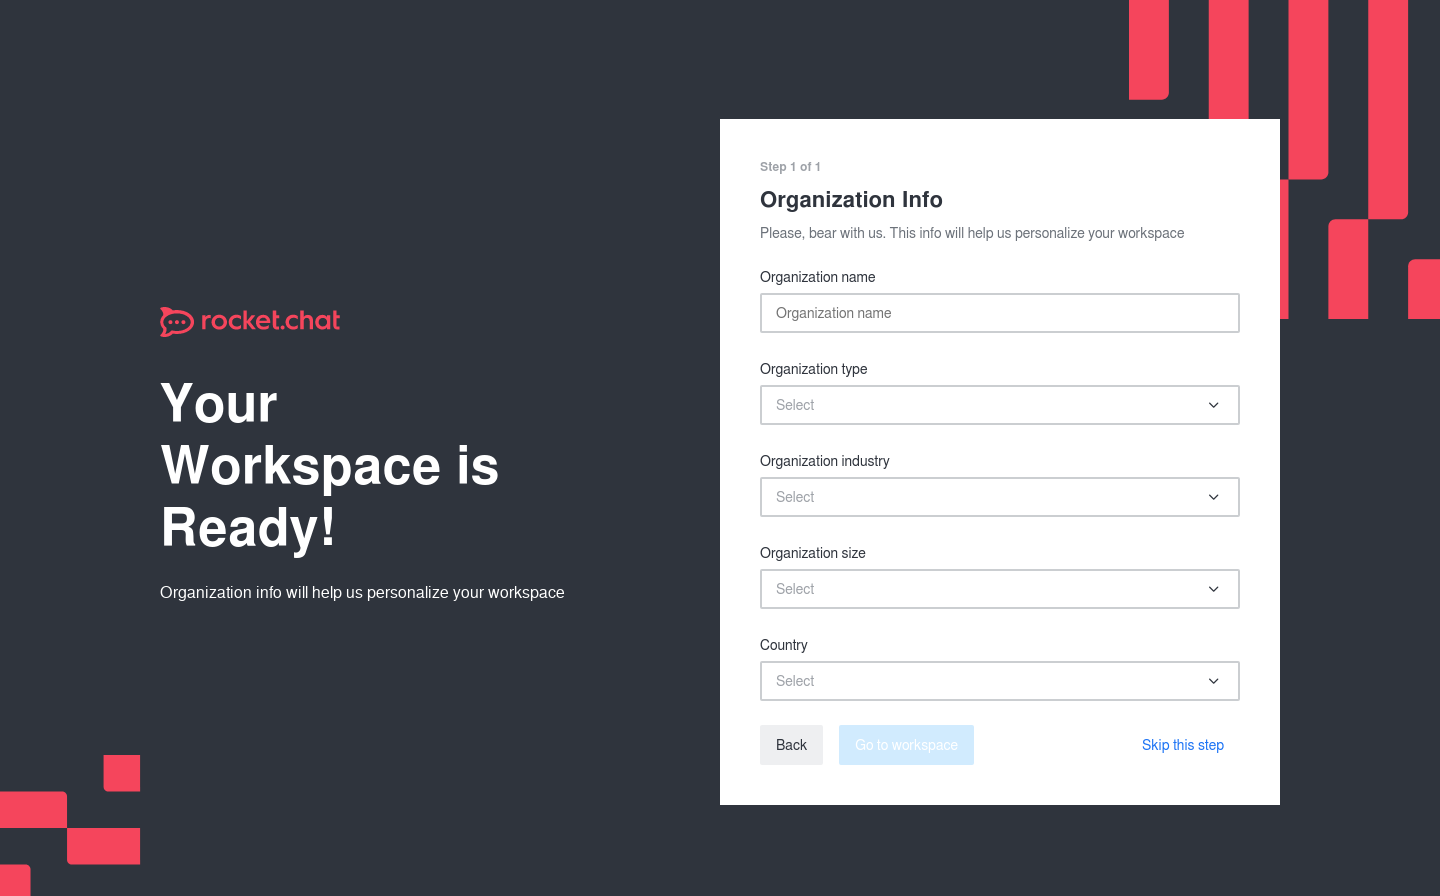 rocket.chat
Your
Workspace is
Ready!
Organization info will help us personalize your workspace
Step 1 of 1
Organization Info
Please, bear with us. This info will help us personalize your workspace
Organization name
Organization name
Organization type
Select
Organization industry
Select
Organization size
Select
Country
Select
Back
Go to workspace
Skip this step